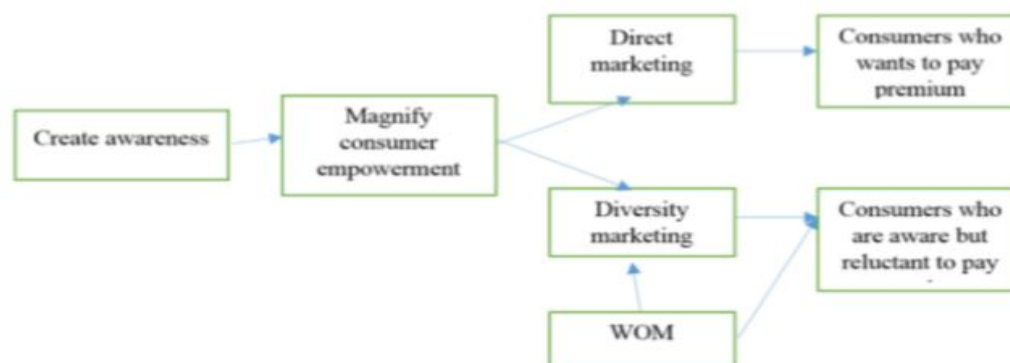 Create awareness
Magnify
consumer
empowerment
Direct
marketing
Consumers who
wants to pay
premium
Diversity
marketing
Consumers who
are aware but
reluctant to pay
WOM